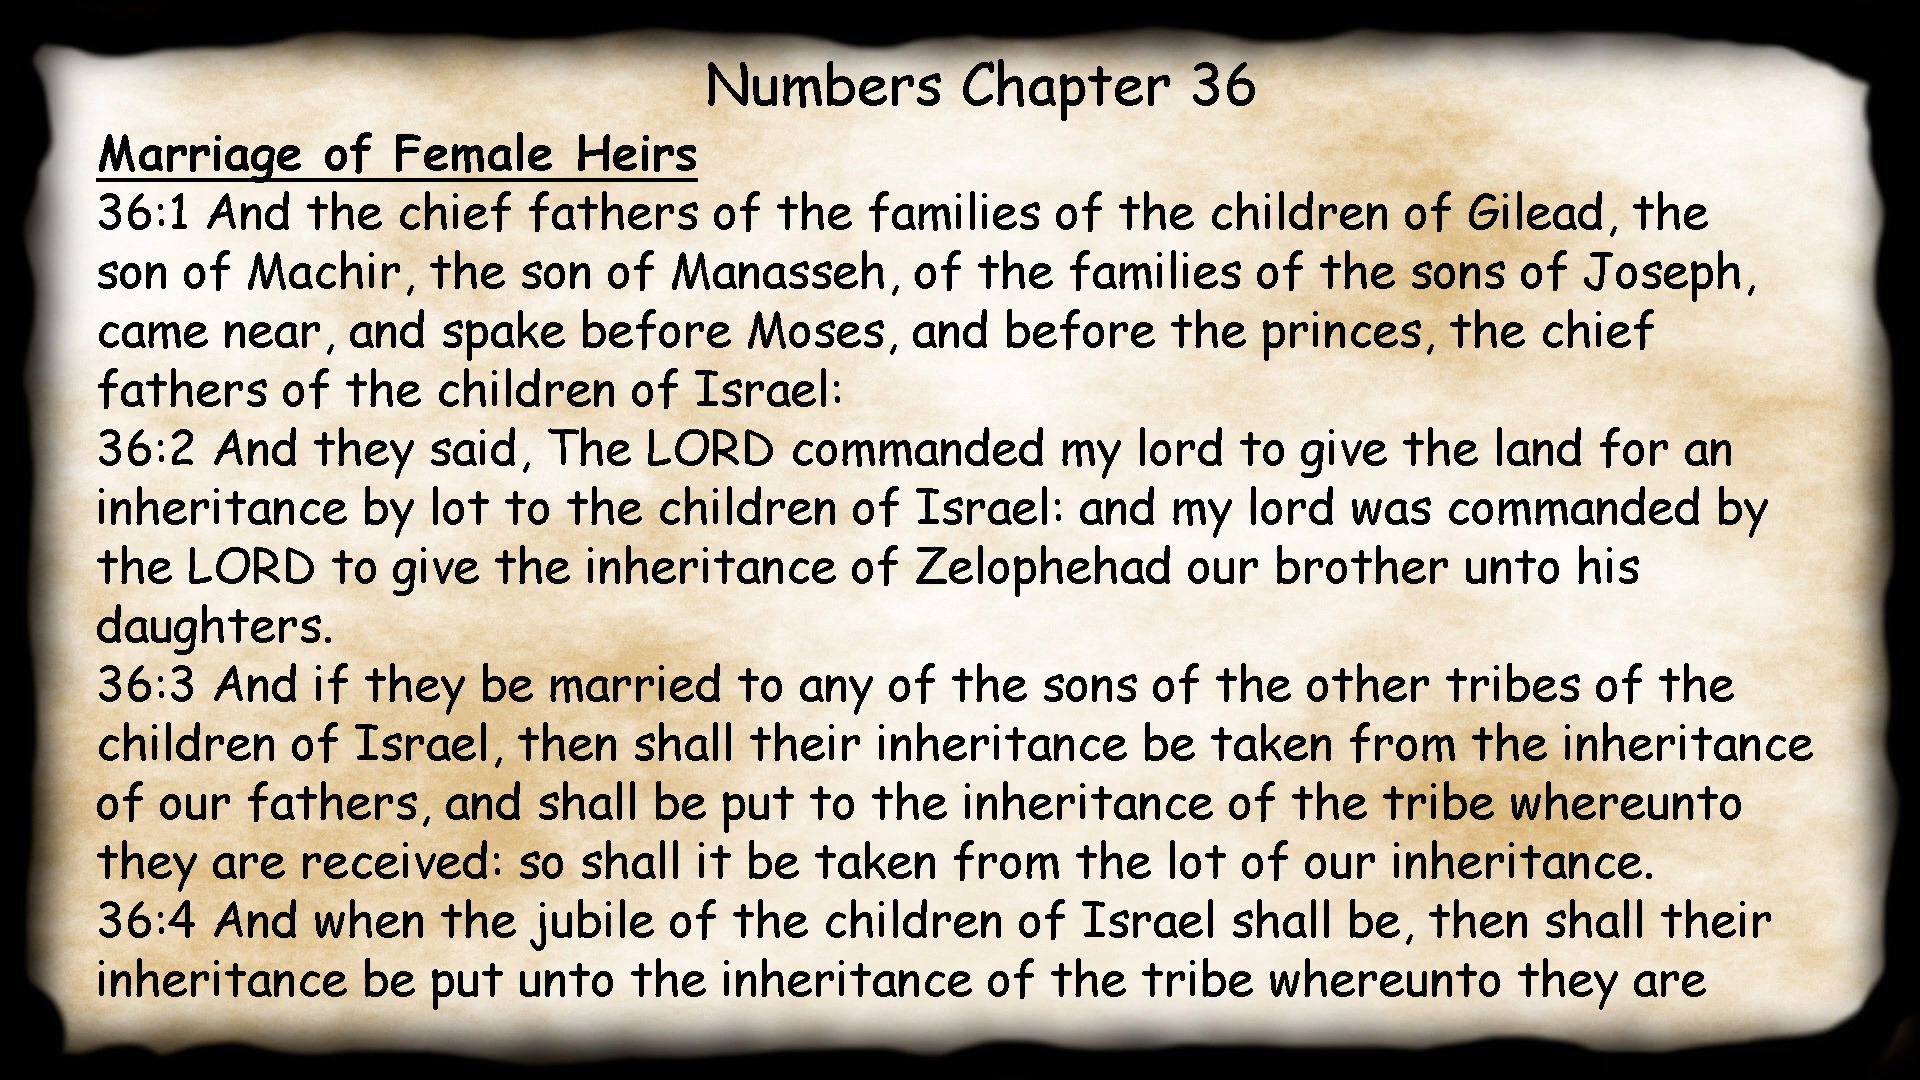 Numbers Chapter 36
Marriage of Female Heirs
36:1 And the chief fathers of the families of the children of Gilead, the
son of Machir, the son of Manasseh, of the families of the sons of Joseph,
came near, and spake before Moses, and before the princes, the chief
fathers of the children of Israel:
36:2 And they said, The LORD commanded my lord to give the land for an
inheritance by lot to the children of Israel: and my lord was commanded by
the LORD to give the inheritance of Zelophehad our brother unto his
daughters.
36:3 And if they be married to any of the sons of the other tribes of the
children of Israel, then shall their inheritance be taken from the inheritance
of our fathers, and shall be put to the inheritance of the tribe whereunto
they are received: so shall it be taken from the lot of our inheritance.
36:4 And when the jubile of the children of Israel shall be, then shall their
inheritance be put unto the inheritance of the tribe whereunto they are